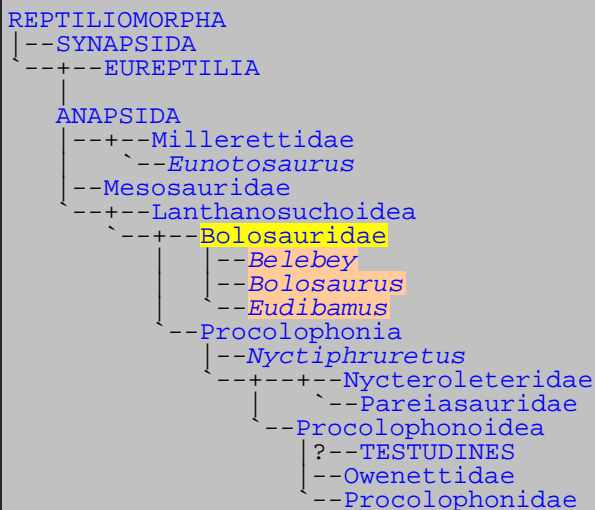 REPTILIOMORPHA
|--SYNAPSIDA
`--+--EUREPTILIA
   |
   ANAPSIDA
   |--+--Millerettidae
   |  `--Eunotosaurus
   |--Mesosauridae
   `--+--Lanthanosuchoidea
      `--+--Bolosauridae
         |  |--Belebey
         |  |--Bolosaurus
         |  `--Eudibamus
         `--Procolophonia
            |--Nyctiphruretus
            `--+--+--Nycteroleteridae
               |  `--Pareiasauridae
               `--Procolophonoidea
                  |?--TESTUDINES
                  |--Owenettidae
                  `--Procolophonidae